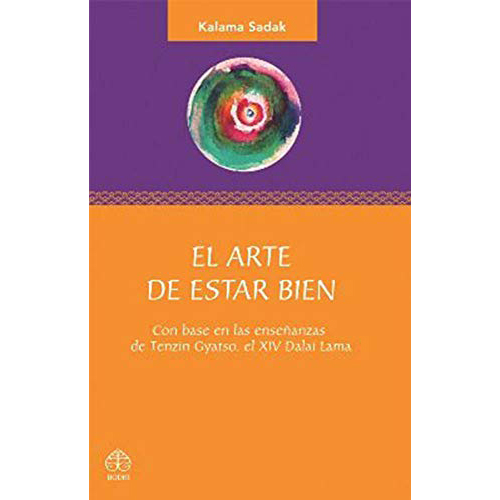 Kalama Sadak
EL ARTE
DE ESTAR BIEN
Con base en las enseñanzas
de Tenzin Gyatso, el XIV Dalai Lama
BODHI